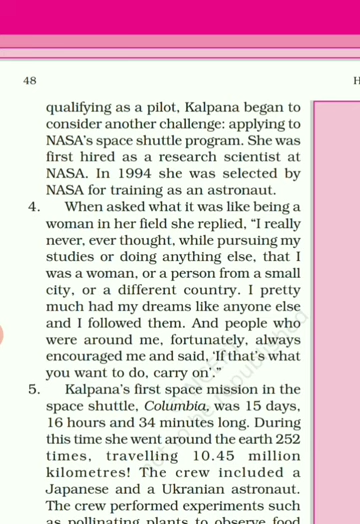 48
H
qualifying as a pilot, Kalpana began to
consider another challenge: applying to
NASA's space shuttle program. She was
first hired as a research scientist at
NASA. In 1994 she was selected by
NASA for training as an astronaut.
4. When asked what it was like being a
woman in her field she replied, “I really
never, ever thought, while pursuing my
studies or doing anything else, that I
was a woman, or a person from a small
city, or a different country. I pretty
much had my dreams like anyone else
and I followed them. And people who
were around me, fortunately, always
encouraged me and said, ‘If that's what
you want to do, carry on’.”
5. Kalpana's first space mission in the
space shuttle, Columbia, was 15 days,
16 hours and 34 minutes long. During
this time she went around the earth 252
times, travelling 10.45 million
kilometres! The crew included a
Japanese and a Ukranian astronaut.
The crew performed experiments such
as pollinating plants to observe food